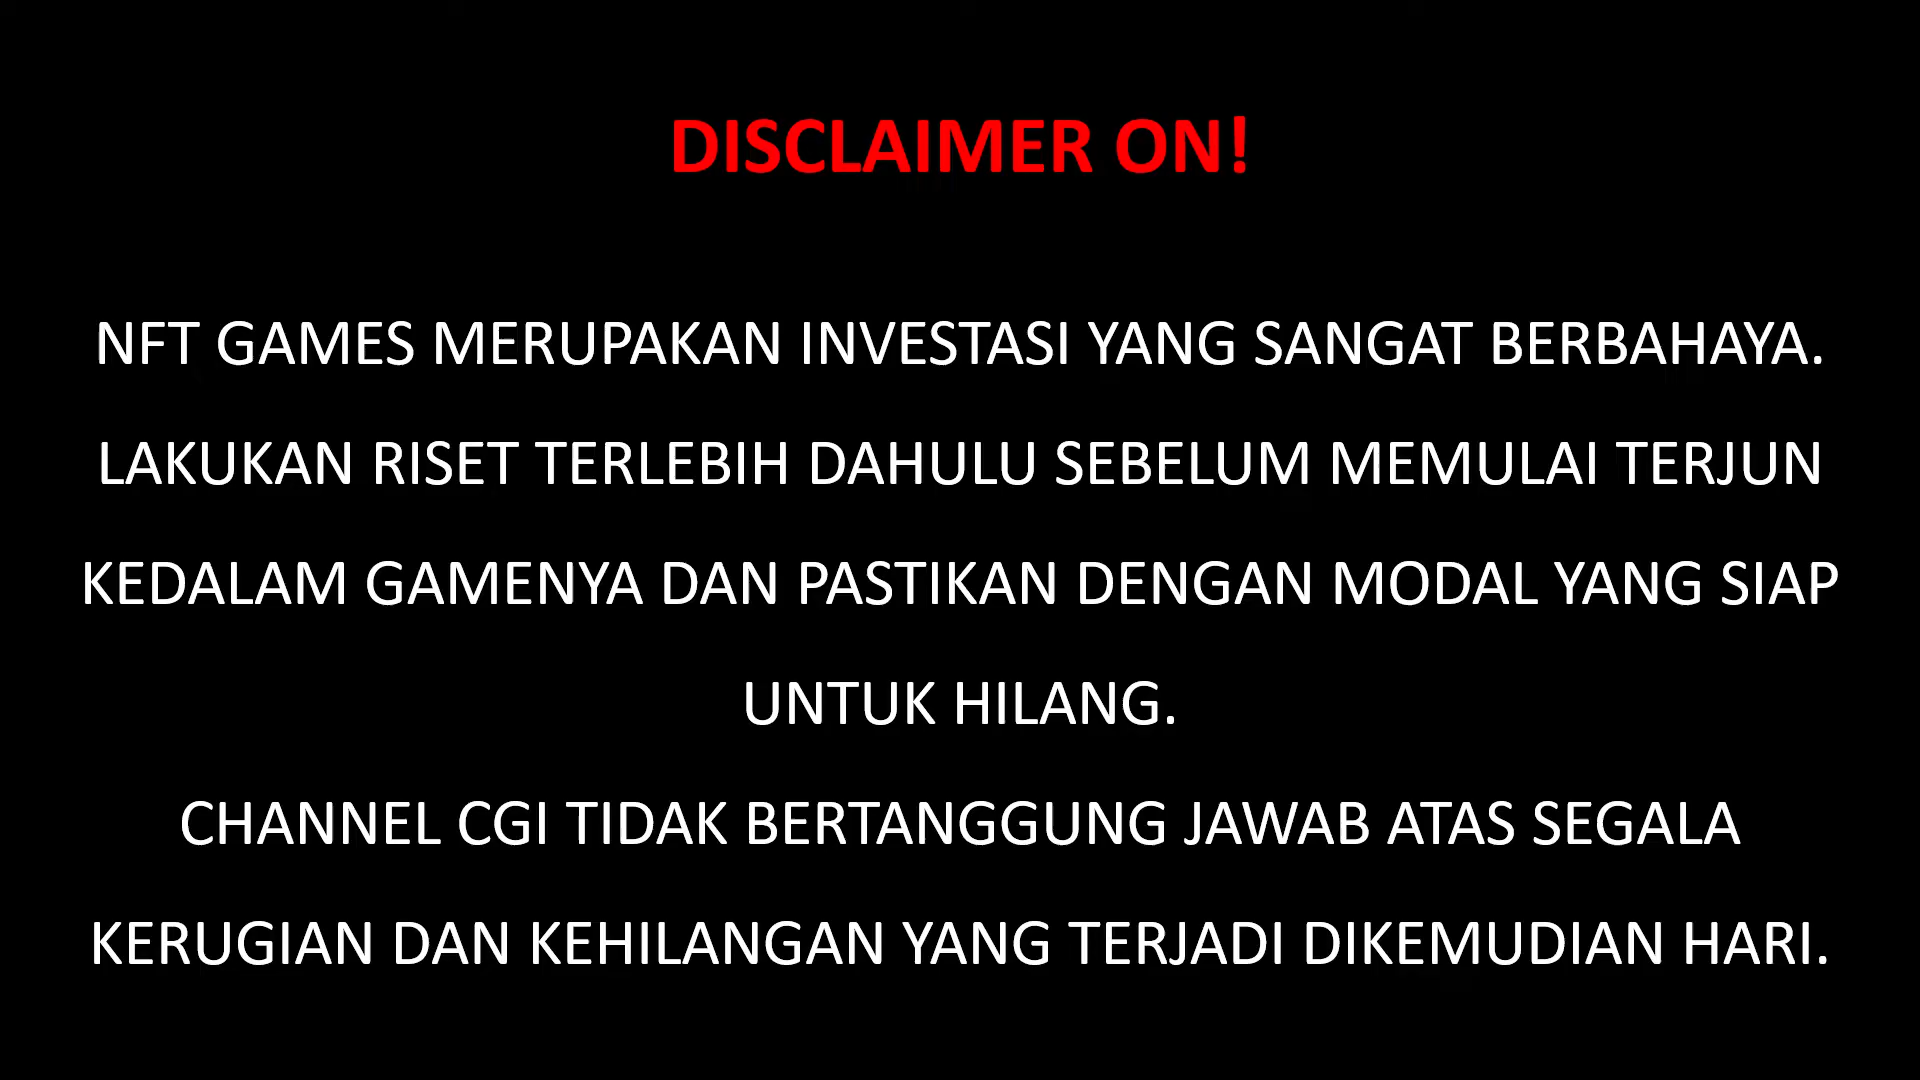 DISCLAIMER ON!
NFT GAMES MERUPAKAN INVESTASI YANG SANGAT BERBAHAYA.
LAKUKAN RISET TERLEBIH DAHULU SEBELUM MEMULAI TERJUN
KEDALAM GAMENYA DAN PASTIKAN DENGAN MODAL YANG SIAP
UNTUK HILANG.
CHANNEL CGI TIDAK BERTANGGUNG JAWAB ATAS SEGALA
KERUGIAN DAN KEHILANGAN YANG TERJADI DIKEMUDIAN HARI.